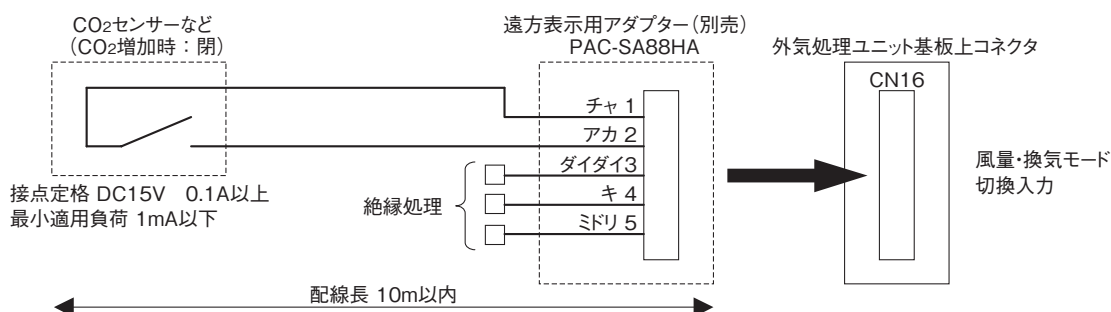 CO2センサーなど
（CO2増加時：閉）
遠方表示用アダプター（別売）
PAC-SA88HA
外気処理ユニット基板上コネクタ
CN16
チャ 1
アカ 2
ダイダイ3
キ 4
ミドリ 5
絶縁処理
接点定格 DC15V 0.1A以上
最小適用負荷 1mA以下
風量・換気モード
切換入力
配線長 10m以内